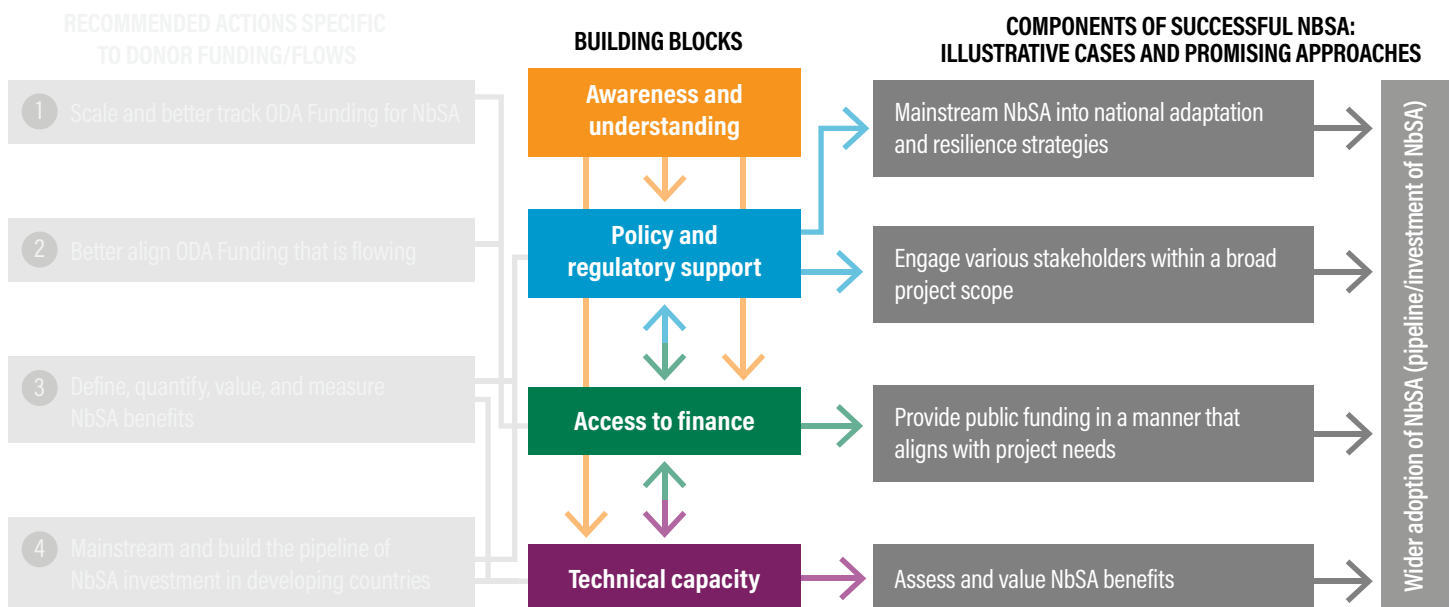 RECOMMENDED ACTIONS SPECIFIC
TO DONOR FUNDING/FLOWS
1
Scale and better track ODA Funding for NbSA
2
Better align ODA Funding that is flowing
3
Define, quantify, value, and measure
NbSA benefits
4
Mainstream and build the pipeline of
NbSA investment in developing countries
BUILDING BLOCKS
Awareness and
understanding
Policy and
regulatory support
Access to finance
Technical capacity
COMPONENTS OF SUCCESSFUL NBSA:
ILLUSTRATIVE CASES AND PROMISING APPROACHES
Mainstream NbSA into national adaptation
and resilience strategies
Engage various stakeholders within a broad
project scope
Provide public funding in a manner that
aligns with project needs
Assess and value NbSA benefits
Wider adoption of NbSA (pipeline/investment of NbSA)